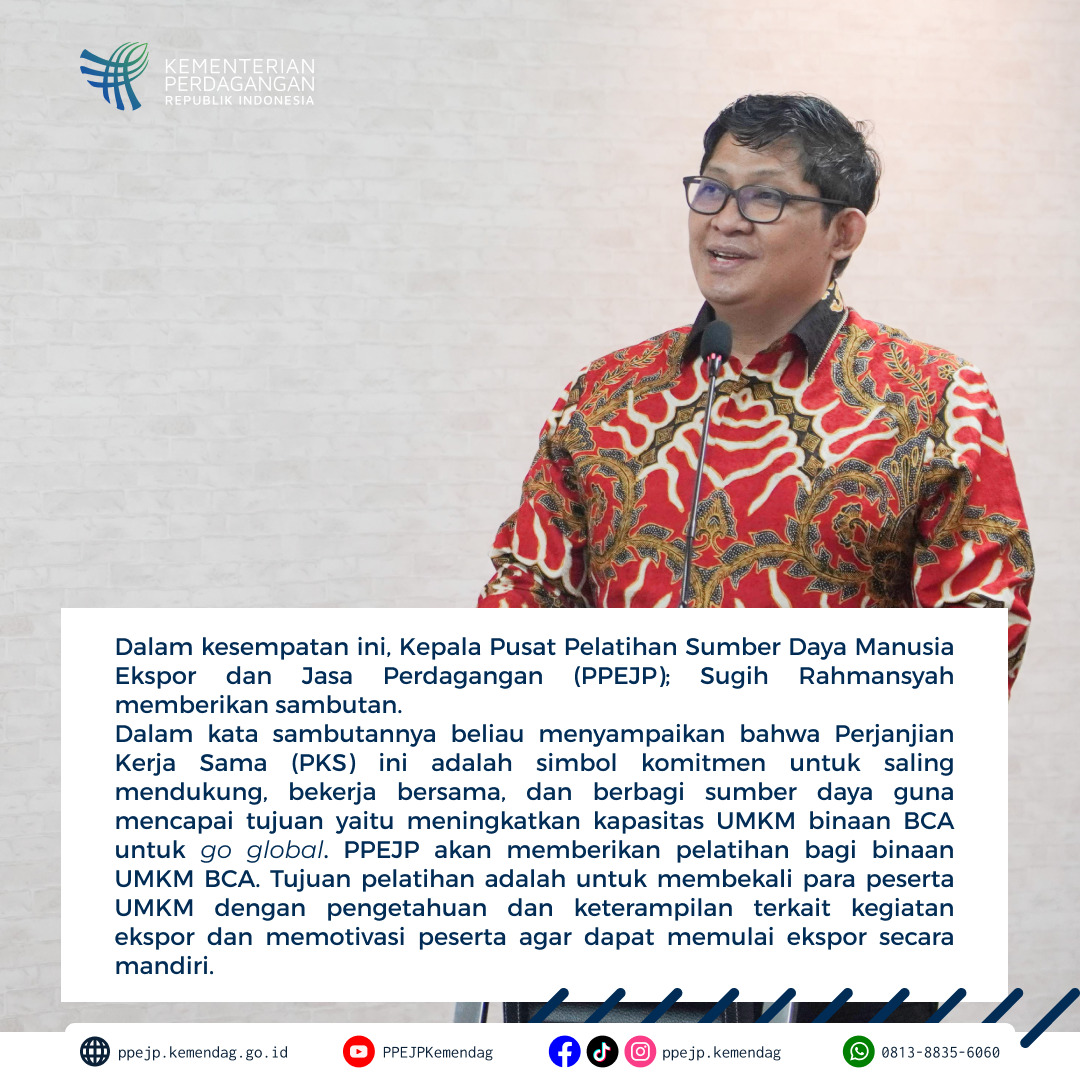 KEMENTERIAN
PERDAGANGAN
REPUBLIK INDONESIA
Dalam kesempatan ini, Kepala Pusat Pelatihan Sumber Daya Manusia
Ekspor dan Jasa Perdagangan (PPEJP); Sugih Rahmansyah
memberikan sambutan.
Dalam kata sambutannya beliau menyampaikan bahwa Perjanjian
Kerja Sama (PKS) ini adalah simbol komitmen untuk saling
mendukung, bekerja bersama, dan berbagi sumber daya guna
mencapai tujuan yaitu meningkatkan kapasitas UMKM binaan BCA
untuk go global. PPEJP akan memberikan pelatihan bagi binaan
UMKM BCA. Tujuan pelatihan adalah untuk membekali para peserta
UMKM dengan pengetahuan dan keterampilan terkait kegiatan
ekspor dan memotivasi peserta agar dapat memulai ekspor secara
mandiri.
ppejp.kemendag.go.id PPEJPKemendag ppejp.kemendag 0813-8835-6060